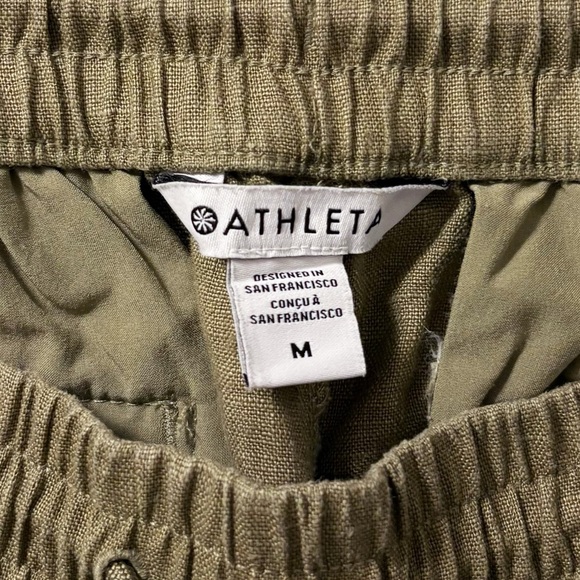 ATHLETA
DESIGNED IN
SAN FRANCISCO
CONÇU À
SAN FRANCISCO
M